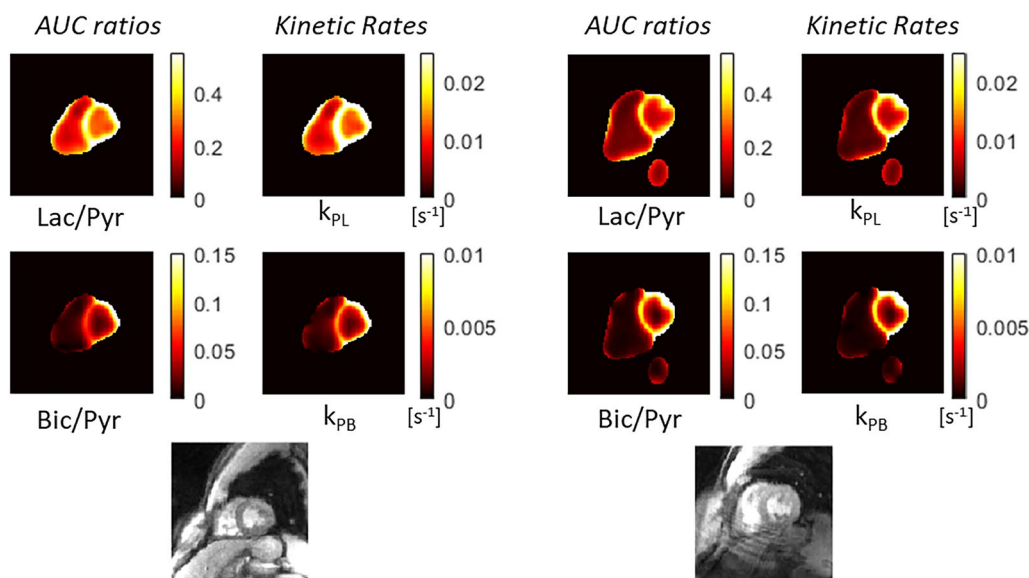 AUC ratios Kinetic Rates AUC ratios Kinetic Rates
0.4 0.02 0.4 0.02
0.2 0.01 0.2 0.01
0 0 0 0
Lac/Pyr kPL [s⁻¹] Lac/Pyr kPL [s⁻¹]
0.15 0.01 0.15 0.01
0.1 0.005 0.1 0.005
0.05 0.05
0 0 0 0
Bic/Pyr kPB [s⁻¹] Bic/Pyr kPB [s⁻¹]